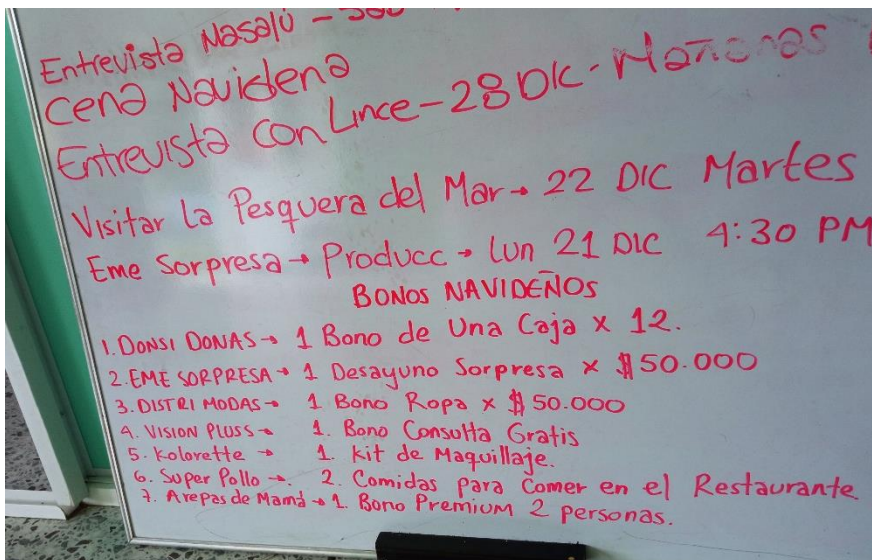 Entrevista Nasalú -
Cena Navideña
Entrevista Con Lince - 28 DIC - Mañanas
Visitar La Pesquera del Mar → 22 DIC Martes
Eme Sorpresa → Producc → Lun 21 DIC 4:30 PM
BONOS NAVIDEÑOS
1. DONSI DONAS → 1 Bono de Una Caja x 12.
2. EME SORPRESA → 1 Desayuno Sorpresa x $50.000
3. DISTRI MODAS → 1 Bono Ropa x $50.000
4. VISION PLUSS → 1. Bono Consulta Gratis
5. Kolorette → 1. Kit de Maquillaje.
6. Super Pollo →. 2. Comidas para Comer en el Restaurante
7. Arepas de Mamá → 1. Bono Premium 2 personas.